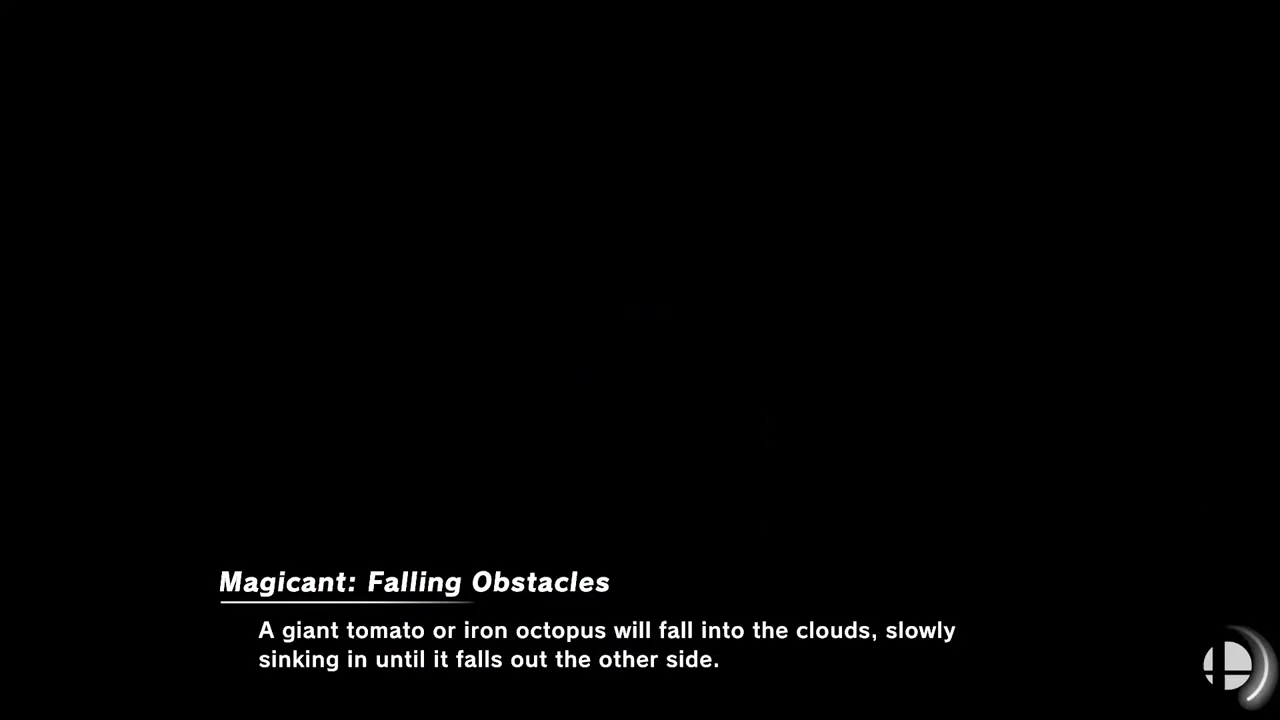 Magicant: Falling Obstacles
A giant tomato or iron octopus will fall into the clouds, slowly
sinking in until it falls out the other side.